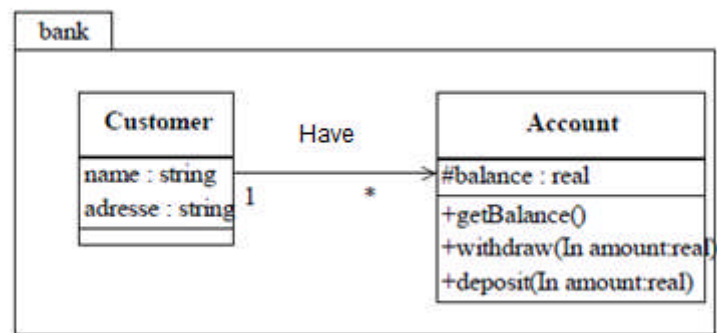 bank
Customer
name : string
adresse : string
Have
1
*
Account
#balance : real
+getBalance()
+withdraw(In amount:real)
+deposit(In amount:real)